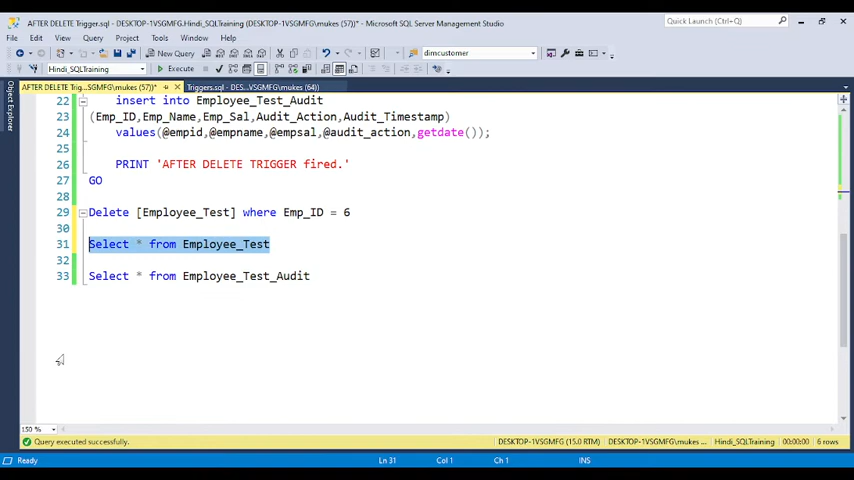 AFTER DELETE Trigger.sql - DESKTOP-1VSGMFG.Hindi_SQLTraining (DESKTOP-1VSGMFG\mukes (57))* - Microsoft SQL Server Management Studio
Quick Launch (Ctrl+Q)
File Edit View Query Project Tools Window Help
New Query
dimcustomer
Hindi_SQLTraining
Execute
AFTER DELETE Trig...SGMFG\mukes (57))*
Triggers.sql - DES...VSGMFG\mukes (64))
Object Explorer
22 insert into Employee_Test_Audit
23 (Emp_ID,Emp_Name,Emp_Sal,Audit_Action,Audit_Timestamp)
24 values(@empid,@empname,@empsal,@audit_action,getdate());
25
26 PRINT 'AFTER DELETE TRIGGER fired.'
27 GO
28
29 Delete [Employee_Test] where Emp_ID = 6
30
31 Select * from Employee_Test
32
33 Select * from Employee_Test_Audit
150 %
Query executed successfully.
DESKTOP-1VSGMFG (15.0 RTM)
DESKTOP-1VSGMFG\mukes ...
Hindi_SQLTraining
00:00:00
6 rows
Ready
Ln 31
Col 1
Ch 1
INS